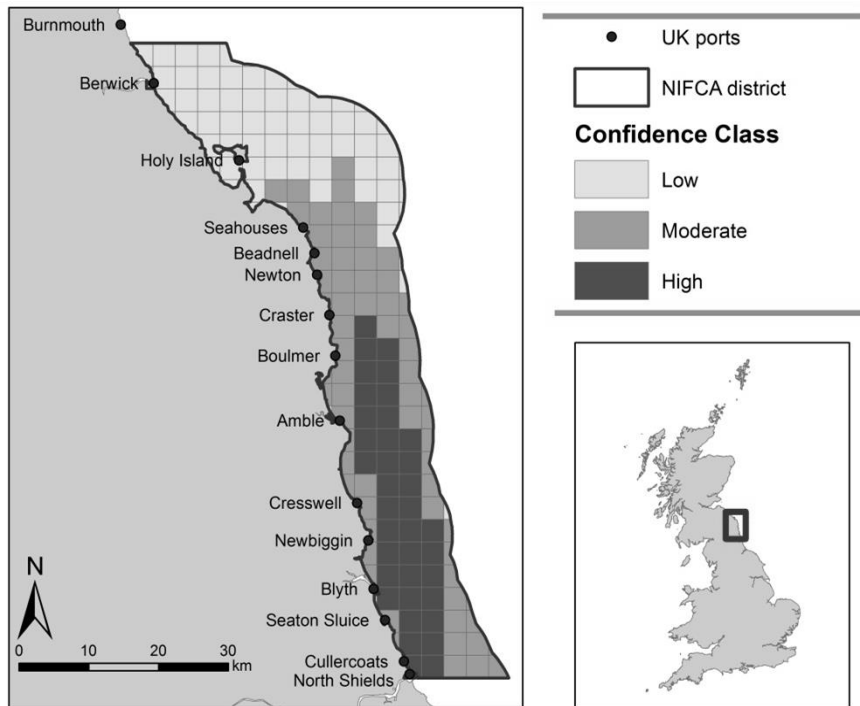 Burnmouth
Berwick
Holy Island
Seahouses
Beadnell
Newton
Craster
Boulmer
Amble
Cresswell
Newbiggin
Blyth
Seaton Sluice
Cullercoats
North Shields
N
0 10 20 30
km
UK ports
NIFCA district
Confidence Class
Low
Moderate
High